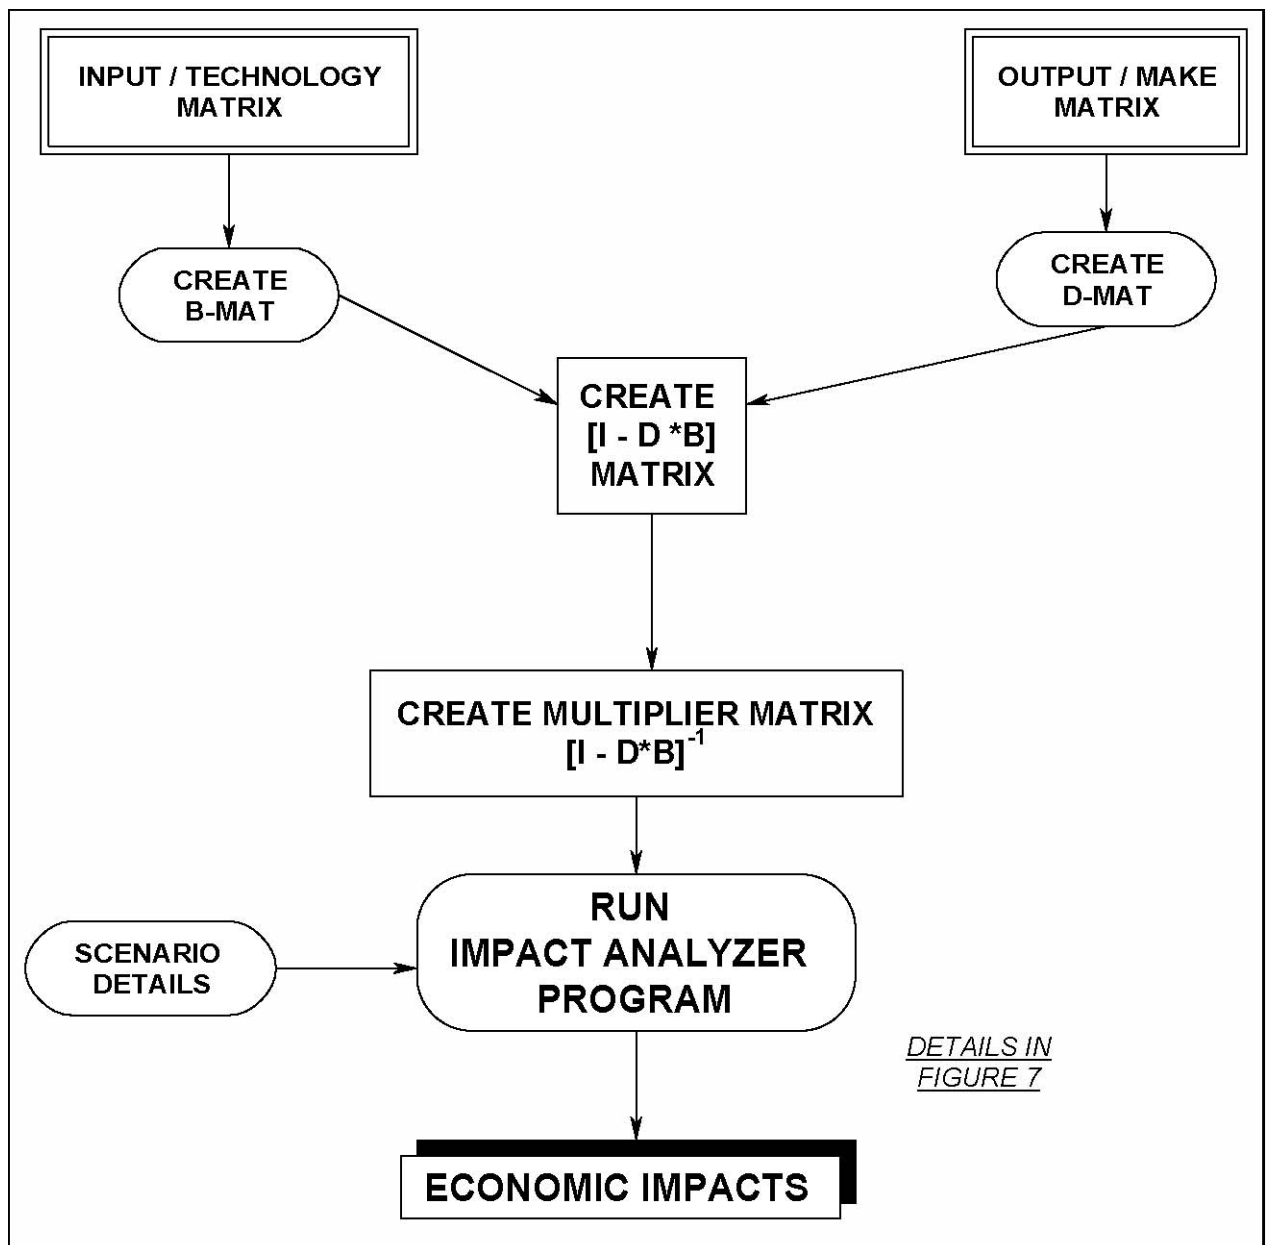 INPUT / TECHNOLOGY
MATRIX
OUTPUT / MAKE
MATRIX
CREATE
B-MAT
CREATE
D-MAT
CREATE
[I - D *B]
MATRIX
CREATE MULTIPLIER MATRIX
[I - D*B]-1
RUN
IMPACT ANALYZER
PROGRAM
SCENARIO
DETAILS
DETAILS IN
FIGURE 7
ECONOMIC IMPACTS